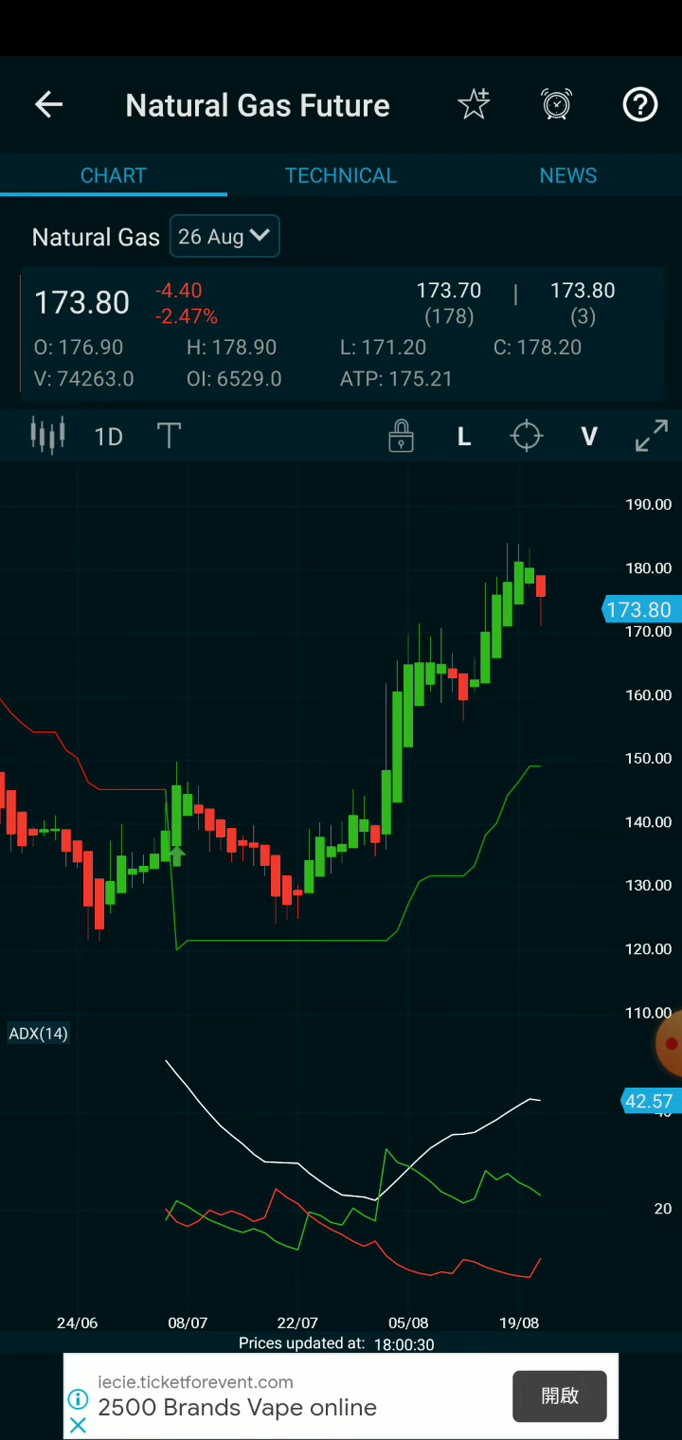 Natural Gas Future
CHART TECHNICAL NEWS
Natural Gas 26 Aug
173.80 -4.40 -2.47% 173.70 (178) | 173.80 (3)
O: 176.90 H: 178.90 L: 171.20 C: 178.20
V: 74263.0 OI: 6529.0 ATP: 175.21
1D T L V
190.00
180.00
173.80
170.00
160.00
150.00
140.00
130.00
120.00
110.00
ADX(14)
42.57
40
20
24/06 08/07 22/07 05/08 19/08
Prices updated at: 18:00:30
iecie.ticketforevent.com
2500 Brands Vape online
開啟